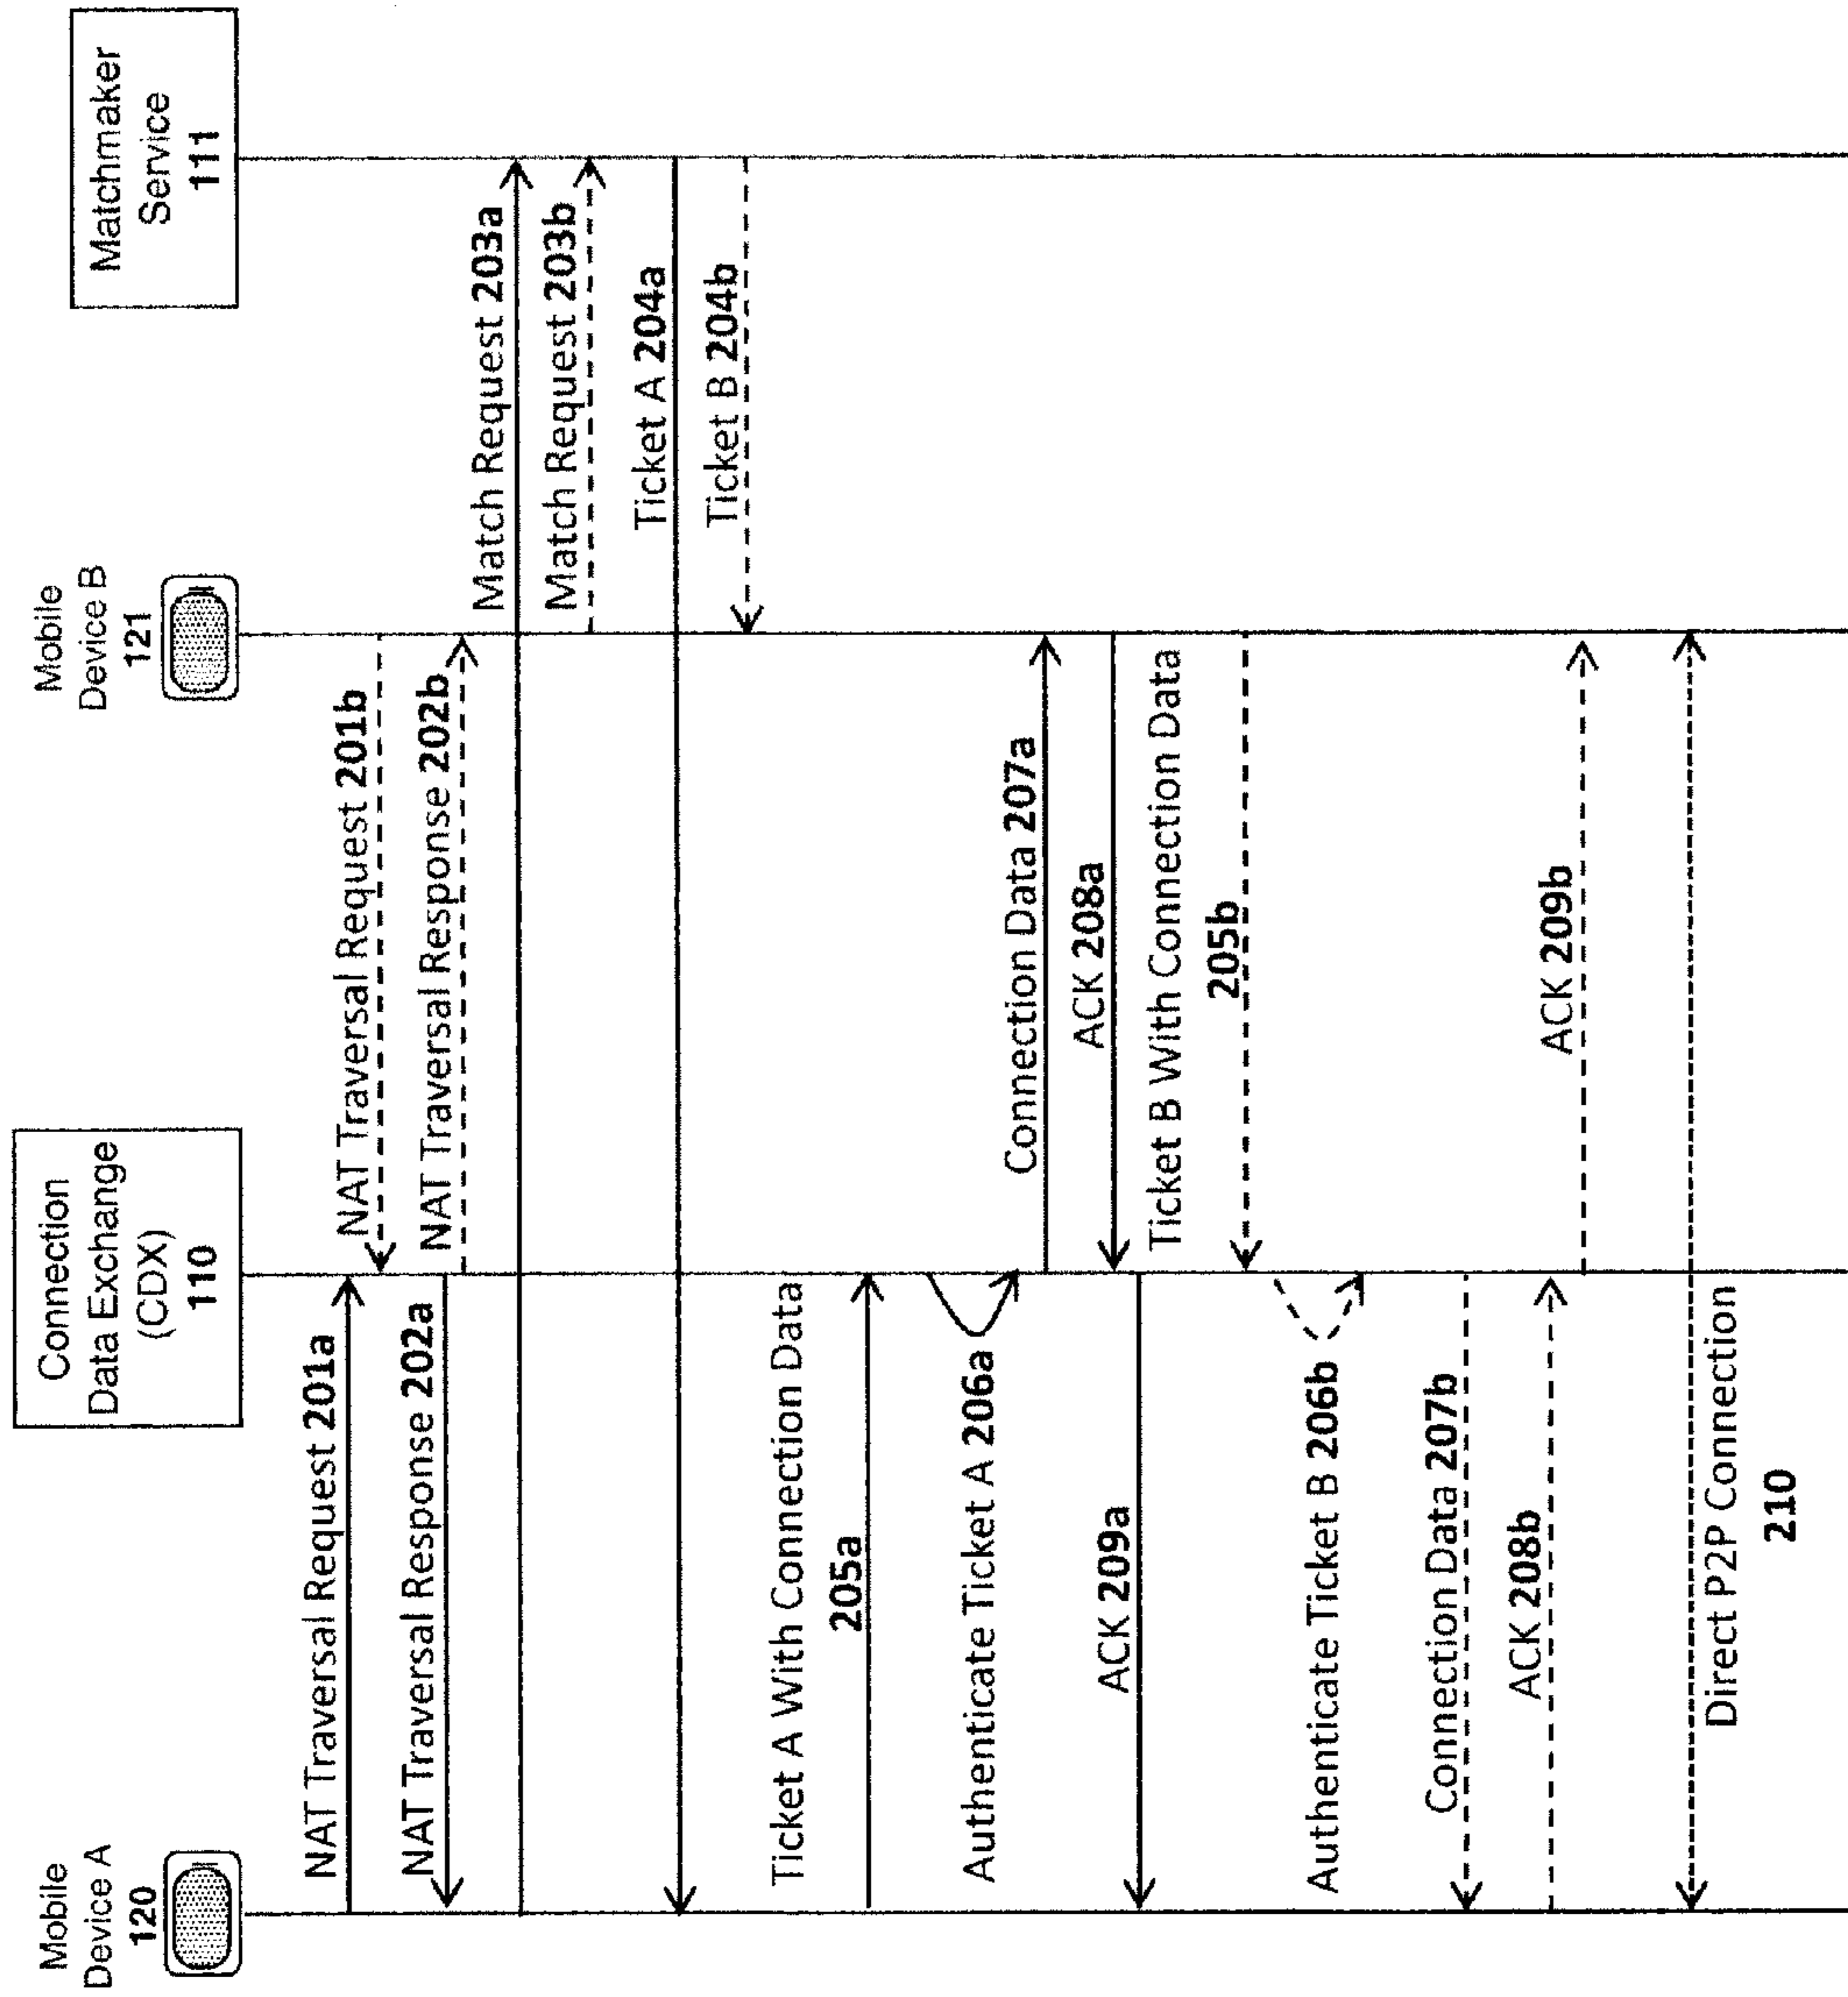 Mobile
Device A
120
Connection
Data Exchange
(CDX)
110
Mobile
Device B
121
Matchmaker
Service
111
NAT Traversal Request 201a
NAT Traversal Request 201b
NAT Traversal Response 202a
NAT Traversal Response 202b
Match Request 203a
Match Request 203b
Ticket A 204a
Ticket B 204b
Ticket A With Connection Data
205a
Authenticate Ticket A 206a
Connection Data 207a
ACK 208a
ACK 209a
Ticket B With Connection Data
205b
Authenticate Ticket B 206b
Connection Data 207b
ACK 208b
ACK 209b
Direct P2P Connection
210